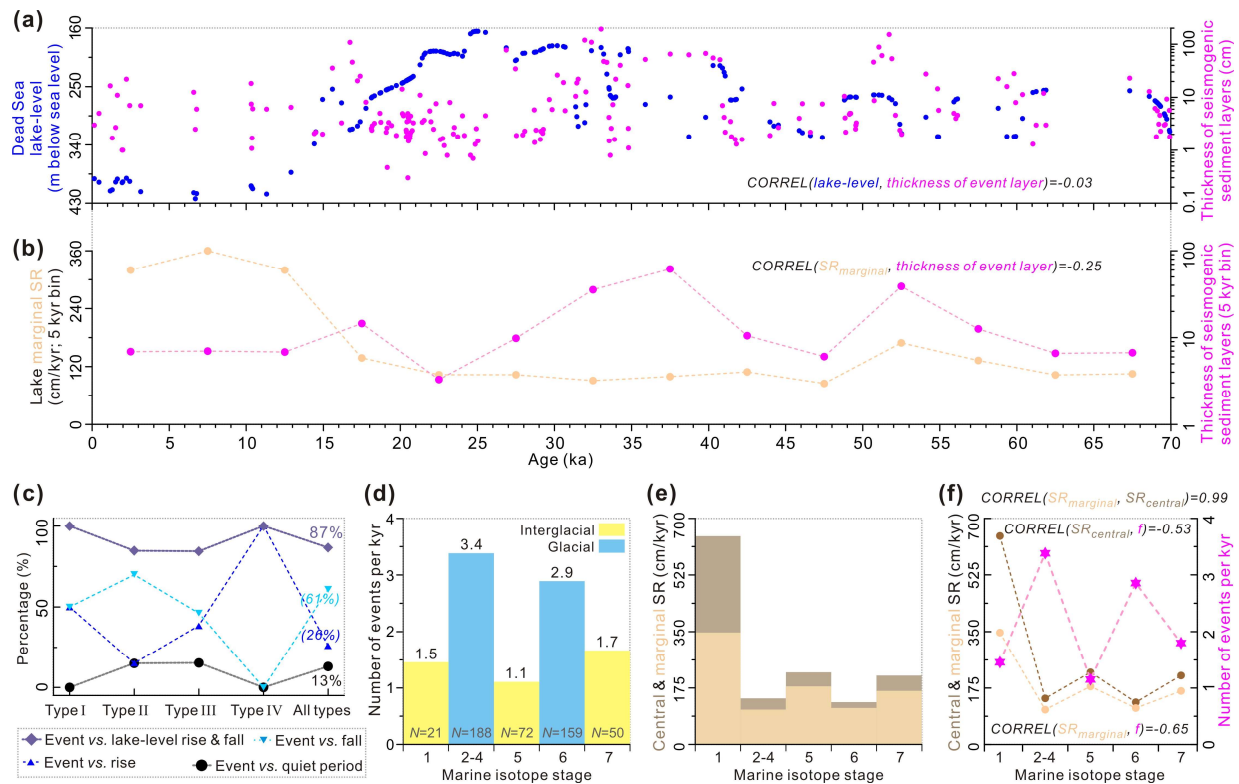 (a)
160
250
340
430
Dead Sea
lake-level
(m below sea level)
100
10
1
0.1
Thickness of seismogenic
sediment layers (cm)
CORREL(lake-level, thickness of event layer)=-0.03
(b)
360
240
120
0
Lake marginal SR
(cm/kyr; 5 kyr bin)
CORREL(SRmarginal, thickness of event layer)=-0.25
100
10
1
Thickness of seismogenic
sediment layers (5 kyr bin)
0 5 10 15 20 25 30 35 40 45 50 55 60 65 70
Age (ka)
(c)
100
50
0
Percentage (%)
87%
(61%)
(26%)
13%
Type I Type II Type III Type IV All types
Event vs. lake-level rise & fall
Event vs. fall
Event vs. rise
Event vs. quiet period
(d)
4
3
2
1
0
Number of events per kyr
Interglacial
Glacial
1.5
3.4
1.1
2.9
1.7
N=21 N=188 N=72 N=159 N=50
1 2-4 5 6 7
Marine isotope stage
(e)
700
525
350
175
0
Central & marginal SR (cm/kyr)
1 2-4 5 6 7
Marine isotope stage
(f)
CORREL(SRmarginal, SRcentral)=0.99
CORREL(SRcentral, f)=-0.53
CORREL(SRmarginal, f)=-0.65
700
525
350
175
0
Central & marginal SR (cm/kyr)
4
3
2
1
0
Number of events per kyr
1 2-4 5 6 7
Marine isotope stage